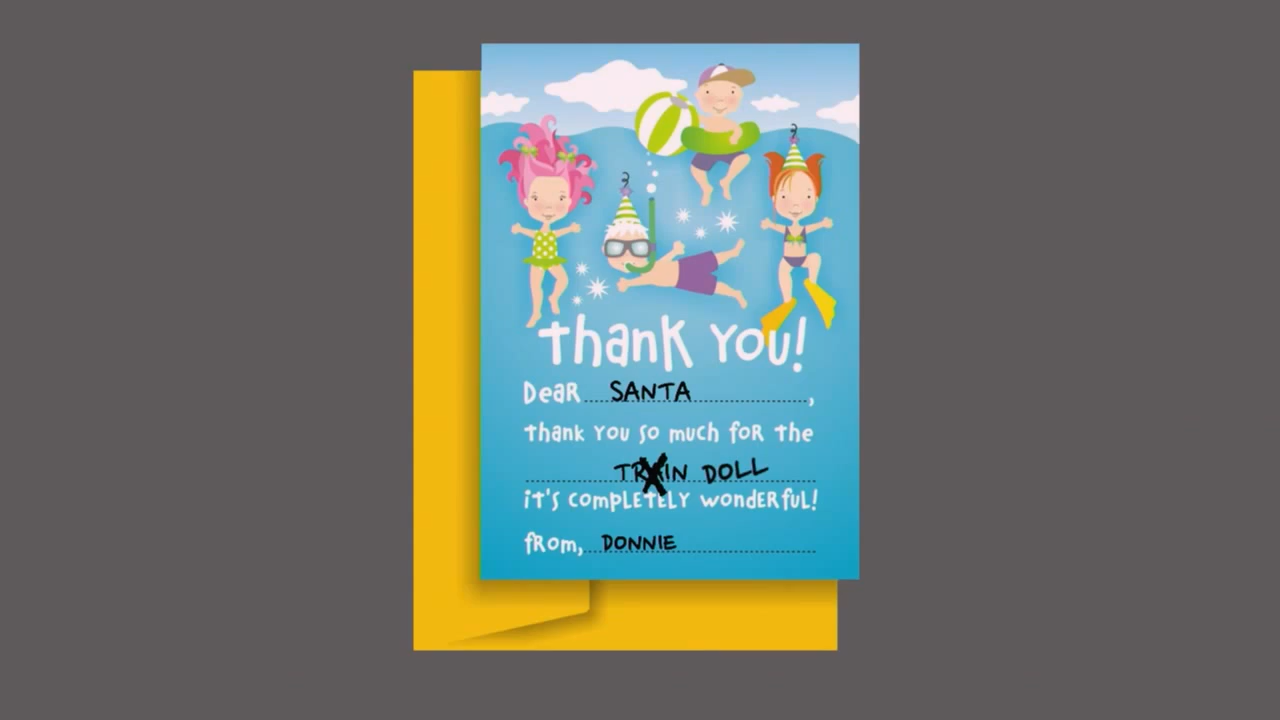 thank you!
Dear SANTA,
thank you so much for the
TRAIN DOLL
it's completely wonderful!
from, DONNIE